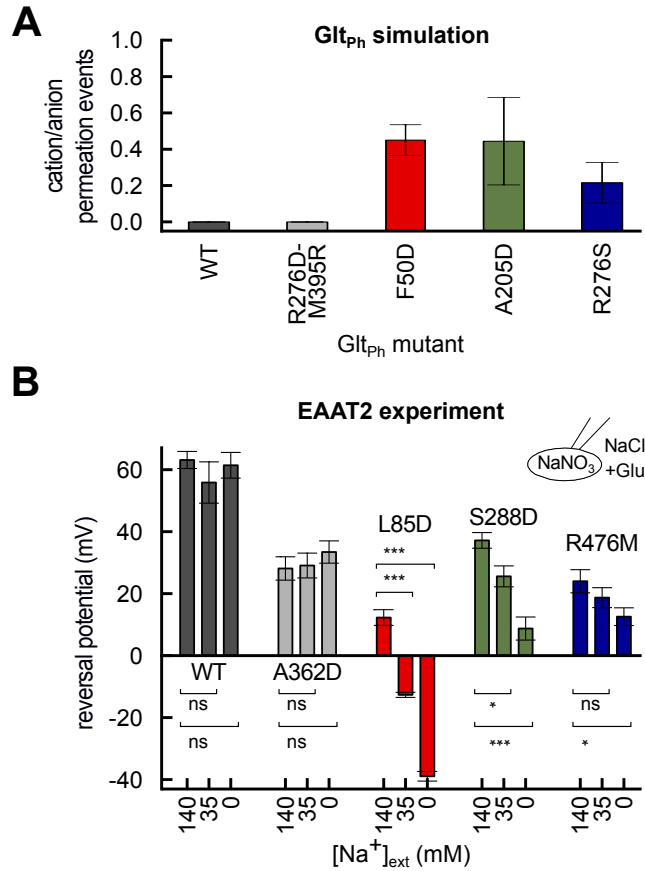 A
Glt_Ph simulation
cation/anion
permeation events
1.0
0.8
0.6
0.4
0.2
0.0
WT
R276D-
M395R
F50D
A205D
R276S
Glt_Ph mutant
B
EAAT2 experiment
NaNO₃
NaCl
+Glu
reversal potential (mV)
60
40
20
0
-20
-40
L85D
S288D
R476M
***
***
WT
A362D
ns
ns
ns
ns
*
***
ns
*
140
35
0
140
35
0
140
35
0
140
35
0
140
35
0
[Na⁺]_ext (mM)